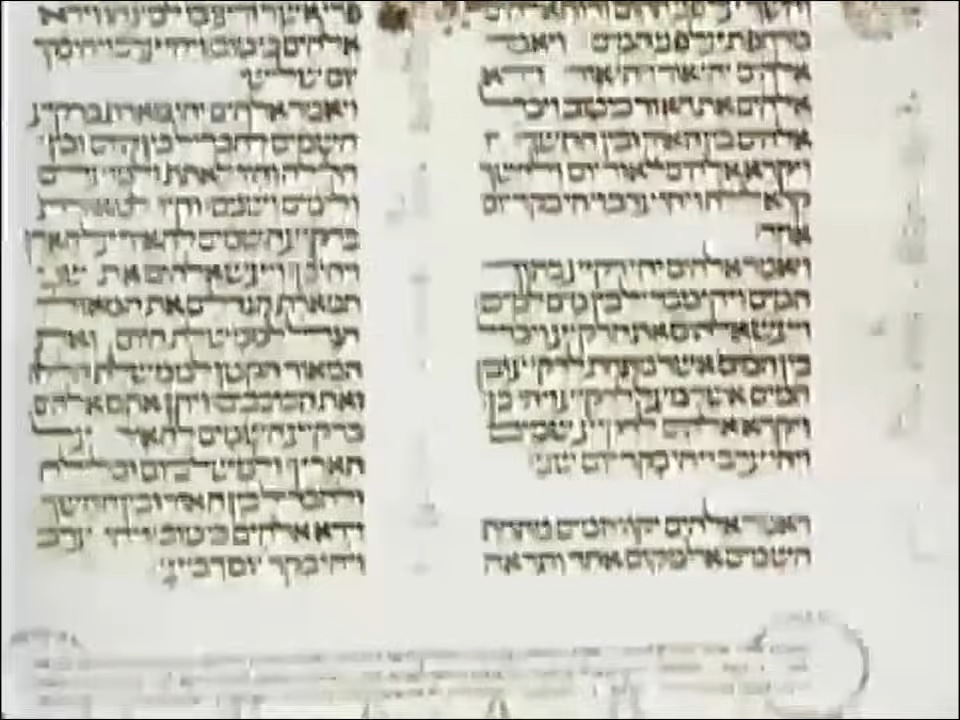 מרחפת על פני המים ויאמר
אלהים יהי אור ויהי אור וירא
אלהים את האור כי טוב ויבדל
אלהים בין האור ובין החשך
ויקרא אלהים לאור יום ולחשך
קרא לילה ויהי ערב ויהי בקר יום
אחד
ויאמר אלהים יהי רקיע בתוך
המים ויהי מבדיל בין מים למים
ויעש אלהים את הרקיע ויבדל
בין המים אשר מתחת לרקיע ובין
המים אשר מעל לרקיע ויהי כן
ויקרא אלהים לרקיע שמים
ויהי ערב ויהי בקר יום שני
ויאמר אלהים יקוו המים מתחת
השמים אל מקום אחד ותראה
פרי אשר זרעו בו למינהו וירא
אלהים כי טוב ויהי ערב ויהי בקר
יום שלישי
ויאמר אלהים יהי מארת ברקיע
השמים להבדיל בין היום ובין
הלילה והיו לאתת ולמועדים
ולימים ושנים והיו למאורת
ברקיע השמים להאיר על הארץ
ויהי כן ויעש אלהים את שני
המארת הגדלים את המאור
הגדל לממשלת היום ואת
המאור הקטן לממשלת הלילה
ואת הכוכבים ויתן אתם אלהים
ברקיע השמים להאיר על
הארץ ולמשל ביום ובלילה
ולהבדיל בין האור ובין החשך
וירא אלהים כי טוב ויהי ערב
ויהי בקר יום רביעי